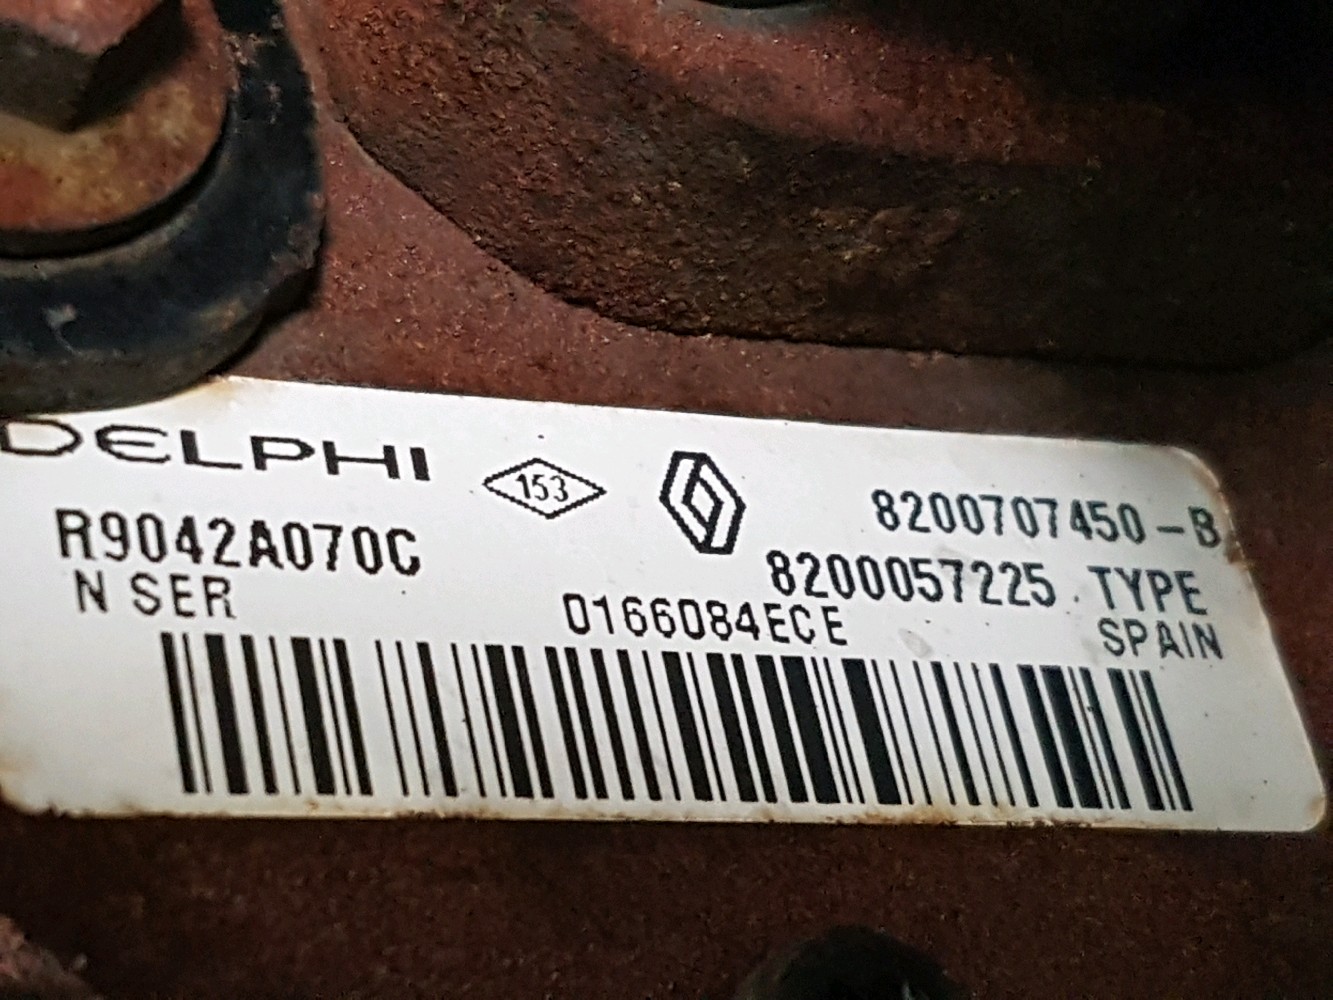 DELPHI 153 8200707450-B
R9042A070C 8200057225 TYPE
N SER 0166084ECE SPAIN